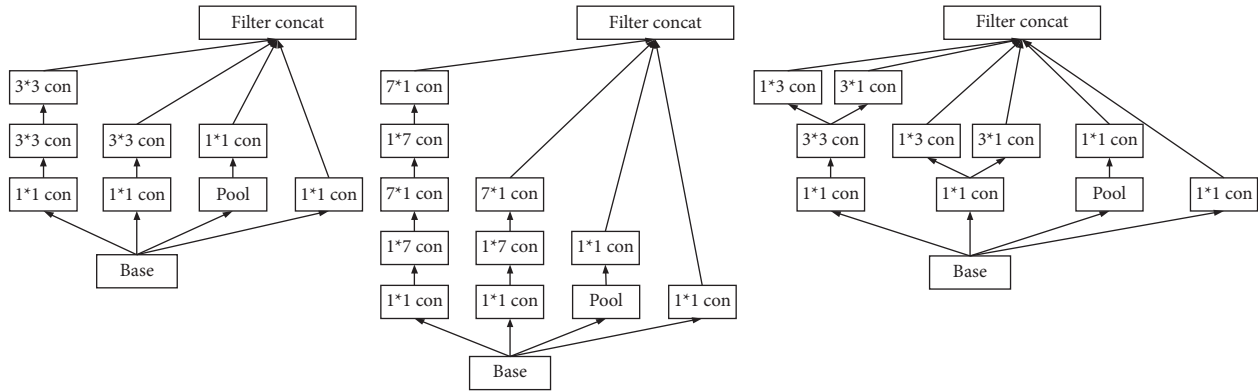 Filter concat
3*3 con
3*3 con
3*3 con
1*1 con
1*1 con
1*1 con
Pool
1*1 con
Base
Filter concat
7*1 con
1*7 con
7*1 con
7*1 con
1*7 con
1*7 con
1*1 con
1*1 con
1*1 con
Pool
1*1 con
Base
Filter concat
1*3 con
3*1 con
3*3 con
1*3 con
3*1 con
1*1 con
1*1 con
1*1 con
Pool
1*1 con
Base